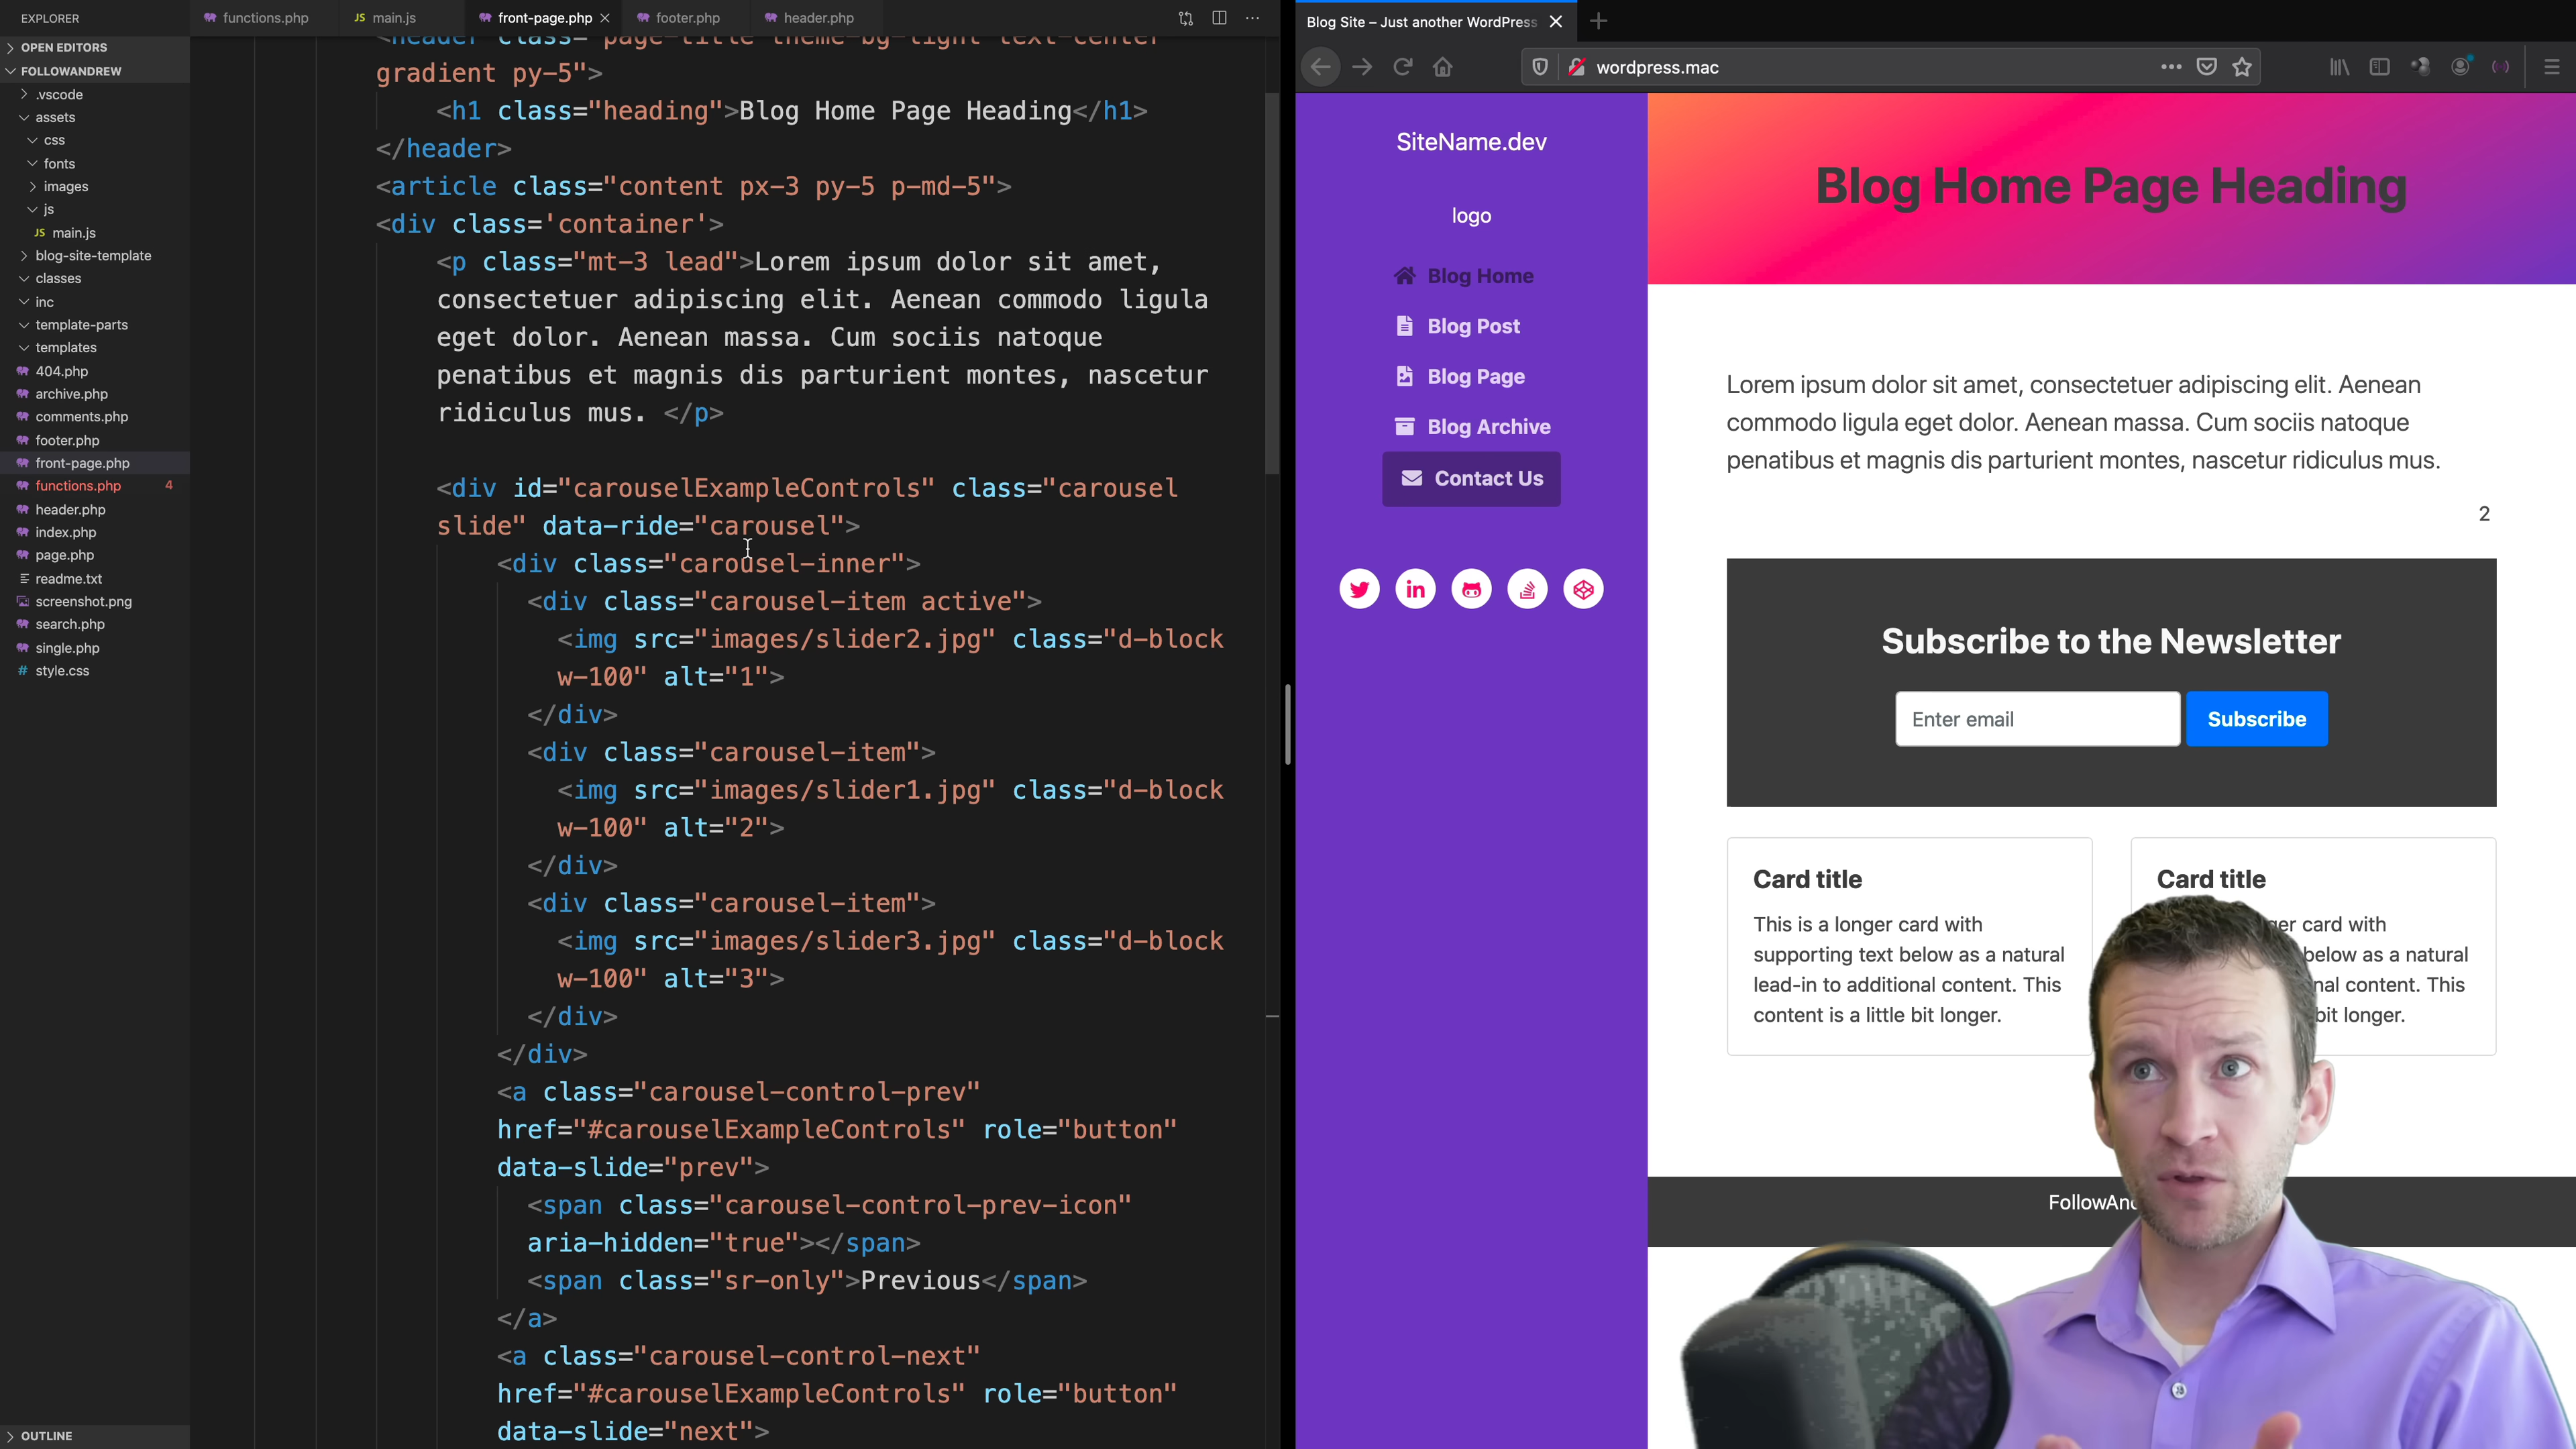 EXPLORER
OPEN EDITORS
FOLLOWANDREW
.vscode
assets
css
fonts
images
js
JS main.js
blog-site-template
classes
inc
template-parts
templates
404.php
archive.php
comments.php
footer.php
front-page.php
functions.php 4
header.php
index.php
page.php
readme.txt
screenshot.png
search.php
single.php
# style.css
OUTLINE
functions.php
JS main.js
front-page.php
footer.php
header.php
<header class="page-title theme-bg-light text-center
gradient py-5">
<h1 class="heading">Blog Home Page Heading</h1>
</header>
<article class="content px-3 py-5 p-md-5">
<div class='container'>
<p class="mt-3 lead">Lorem ipsum dolor sit amet,
consectetuer adipiscing elit. Aenean commodo ligula
eget dolor. Aenean massa. Cum sociis natoque
penatibus et magnis dis parturient montes, nascetur
ridiculus mus. </p>
<div id="carouselExampleControls" class="carousel
slide" data-ride="carousel">
<div class="carousel-inner">
<div class="carousel-item active">
<img src="images/slider2.jpg" class="d-block
w-100" alt="1">
</div>
<div class="carousel-item">
<img src="images/slider1.jpg" class="d-block
w-100" alt="2">
</div>
<div class="carousel-item">
<img src="images/slider3.jpg" class="d-block
w-100" alt="3">
</div>
</div>
<a class="carousel-control-prev"
href="#carouselExampleControls" role="button"
data-slide="prev">
<span class="carousel-control-prev-icon"
aria-hidden="true"></span>
<span class="sr-only">Previous</span>
</a>
<a class="carousel-control-next"
href="#carouselExampleControls" role="button"
data-slide="next">
Blog Site – Just another WordPress
wordpress.mac
SiteName.dev
logo
Blog Home
Blog Post
Blog Page
Blog Archive
Contact Us
in
Blog Home Page Heading
Lorem ipsum dolor sit amet, consectetuer adipiscing elit. Aenean
commodo ligula eget dolor. Aenean massa. Cum sociis natoque
penatibus et magnis dis parturient montes, nascetur ridiculus mus.
2
Subscribe to the Newsletter
Enter email
Subscribe
Card title
This is a longer card with
supporting text below as a natural
lead-in to additional content. This
content is a little bit longer.
Card title
ger card with
below as a natural
nal content. This
bit longer.
FollowAnd